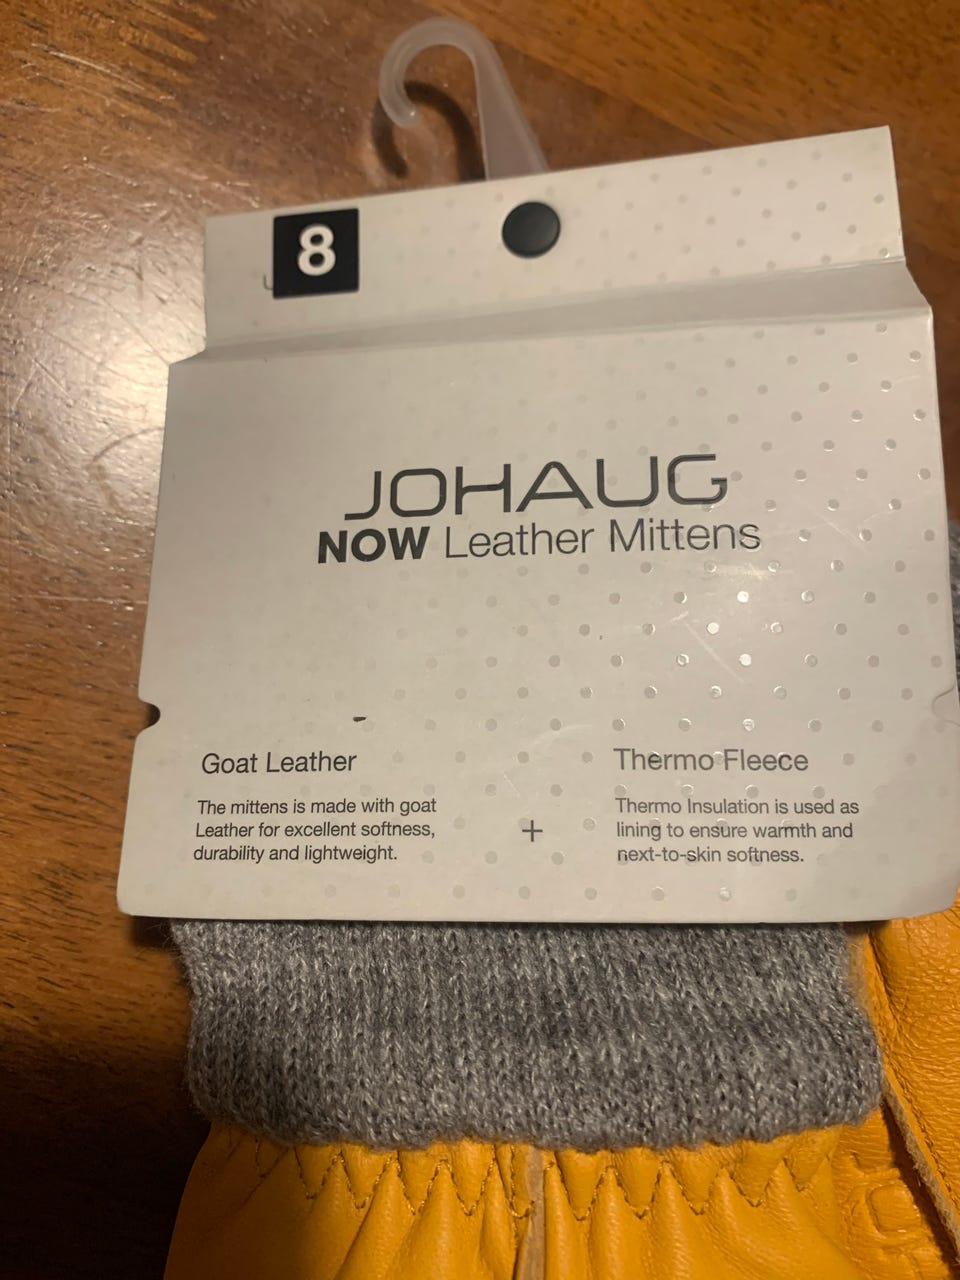 8
JOHAUG
NOW Leather Mittens
Goat Leather
The mittens is made with goat
Leather for excellent softness,
durability and lightweight.
+
Thermo Fleece
Thermo Insulation is used as
lining to ensure warmth and
next-to-skin softness.